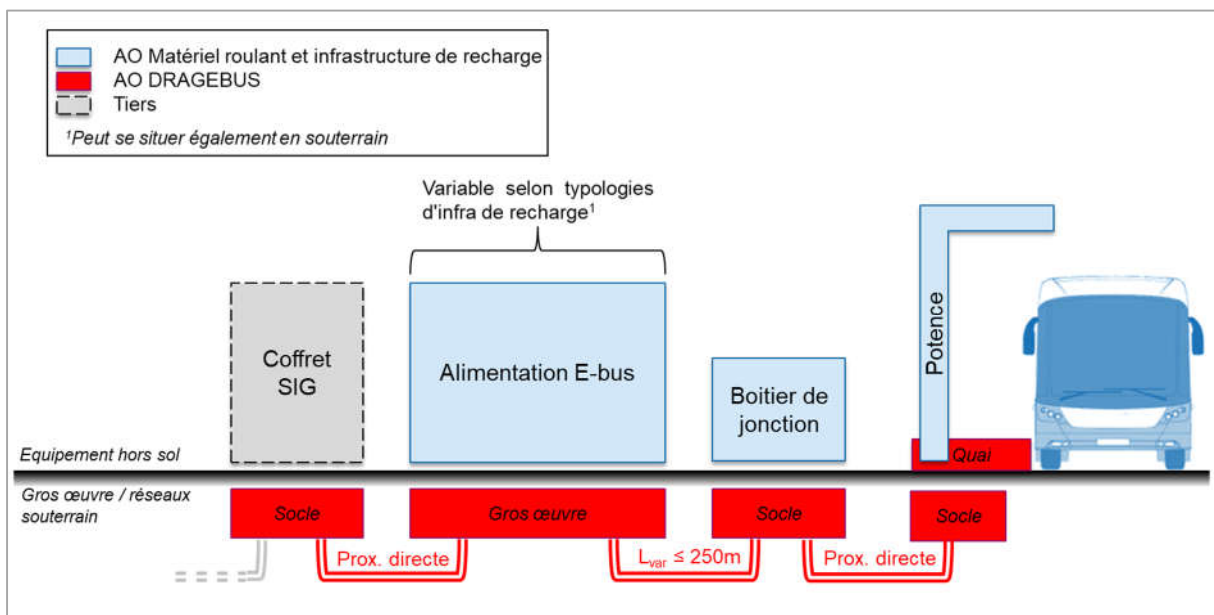 AO Matériel roulant et infrastructure de recharge
AO DRAGEBUS
Tiers
¹Peut se situer également en souterrain
Variable selon typologies
d'infra de recharge¹
Coffret
SIG
Alimentation E-bus
Boitier de
jonction
Potence
Equipement hors sol
Quai
Gros œuvre / réseaux
souterrain
Socle
Gros œuvre
Socle
Socle
Prox. directe
Lvar ≤ 250m
Prox. directe